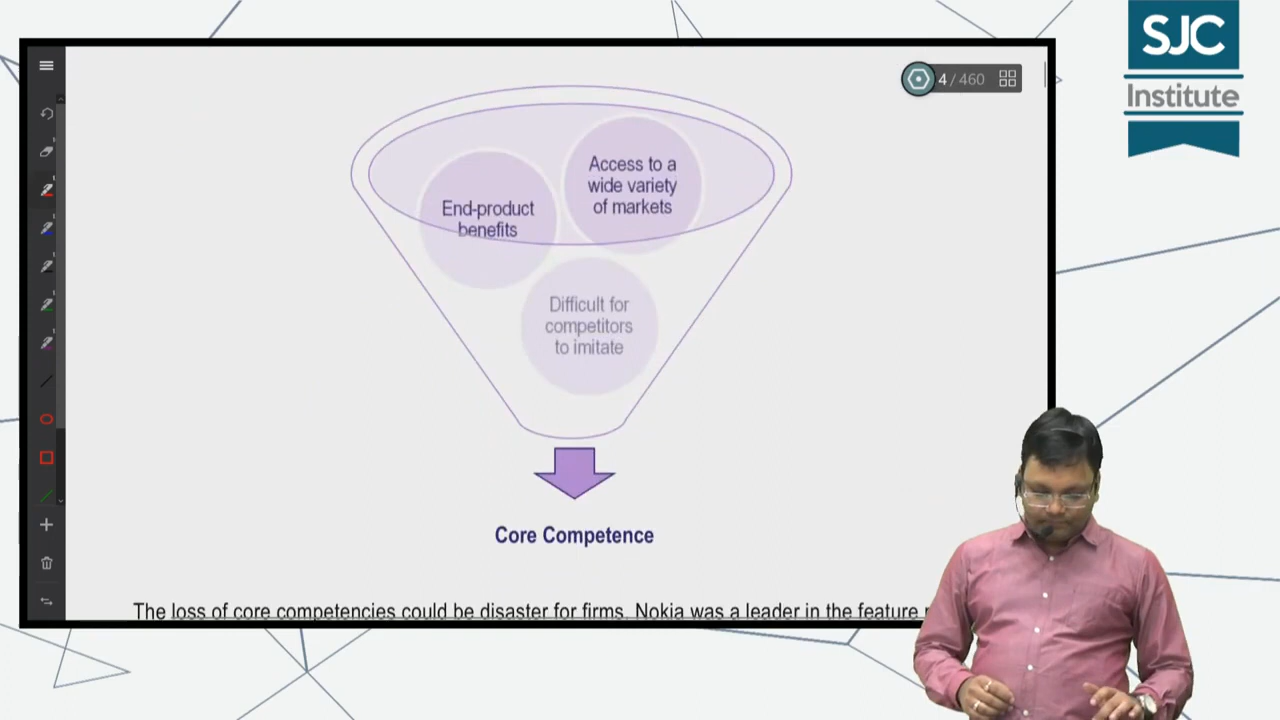 SJC
Institute
4 / 460
Access to a
wide variety
of markets
End-product
benefits
Difficult for
competitors
to imitate
Core Competence
The loss of core competencies could be disaster for firms. Nokia was a leader in the feature